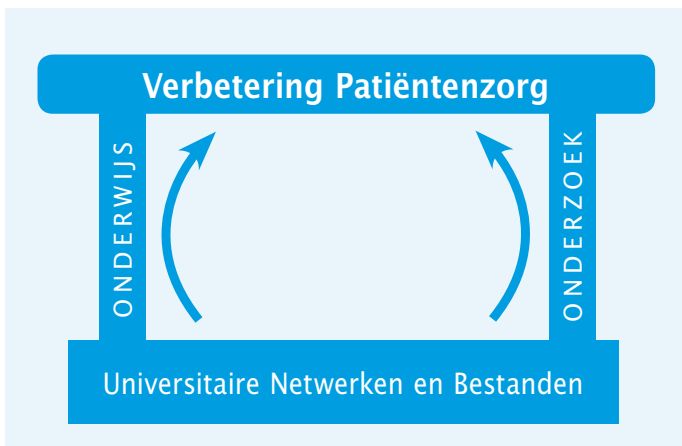 Verbetering Patiëntenzorg
ONDERWIJS
ONDERZOEK
Universitaire Netwerken en Bestanden